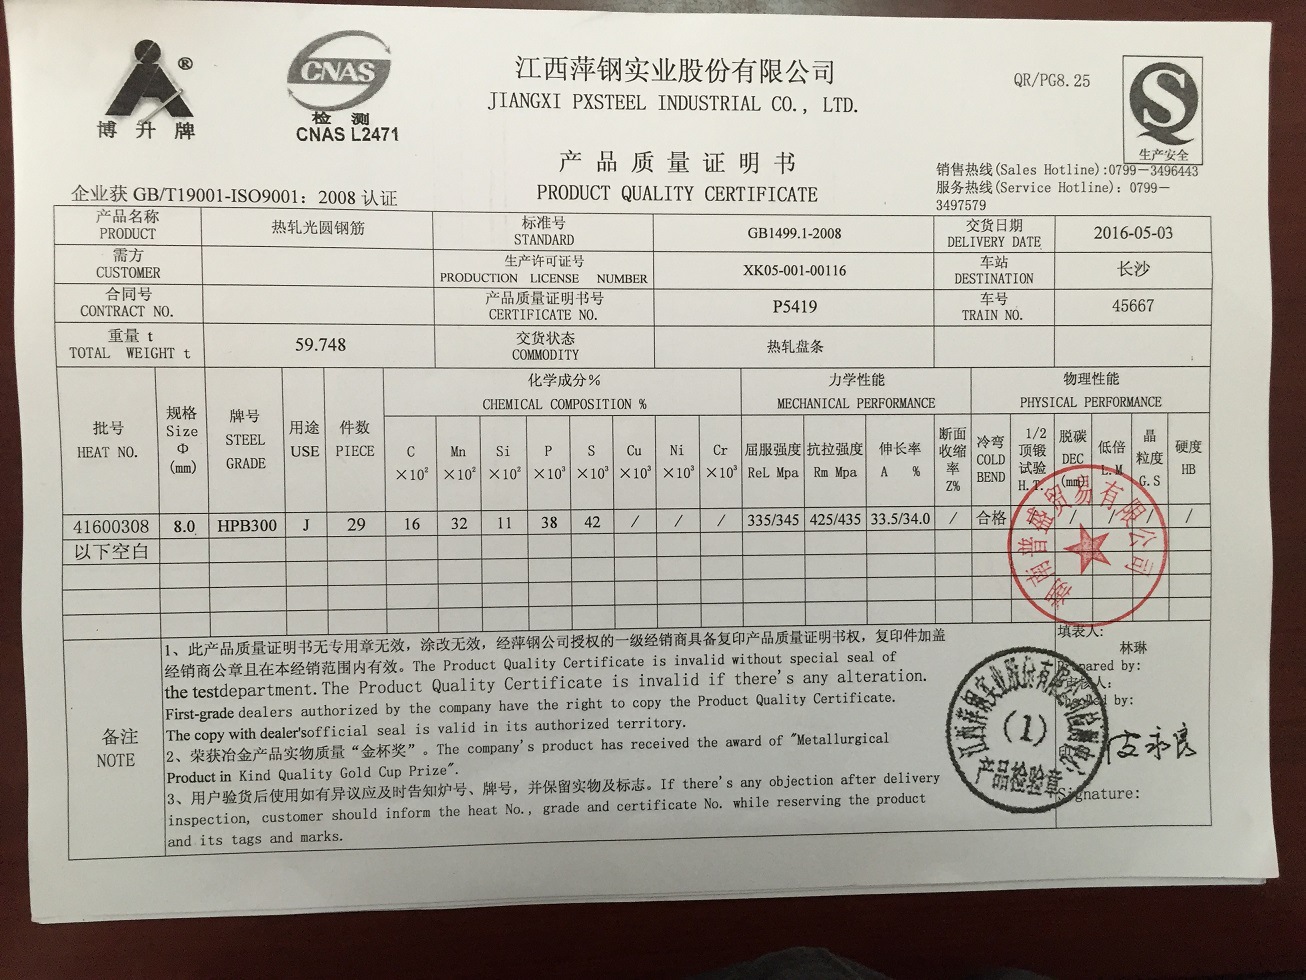 博升牌 ®
CNAS
检 测
CNAS L2471
江西萍钢实业股份有限公司
JIANGXI PXSTEEL INDUSTRIAL CO., LTD.
QR/PG8.25
生产安全
产品质量证明书
PRODUCT QUALITY CERTIFICATE
销售热线(Sales Hotline):0799-3496443
服务热线(Service Hotline): 0799-
3497579
企业获 GB/T19001-ISO9001: 2008 认证
产品名称 PRODUCT 热轧光圆钢筋 标准号 STANDARD GB1499.1-2008 交货日期 DELIVERY DATE 2016-05-03
需方 CUSTOMER 生产许可证号 PRODUCTION LICENSE NUMBER XK05-001-00116 车站 DESTINATION 长沙
合同号 CONTRACT NO. 产品质量证明书号 CERTIFICATE NO. P5419 车号 TRAIN NO. 45667
重量 t TOTAL WEIGHT t 59.748 交货状态 COMMODITY 热轧盘条
批号 HEAT NO. 规格 Size Φ (mm) 牌号 STEEL GRADE 用途 USE 件数 PIECE
化学成分% CHEMICAL COMPOSITION %
C ×10² Mn ×10² Si ×10² P ×10³ S ×10³ Cu ×10³ Ni ×10³ Cr ×10³
力学性能 MECHANICAL PERFORMANCE
屈服强度 ReL Mpa 抗拉强度 Rm Mpa 伸长率 A % 断面收缩率 Z%
物理性能 PHYSICAL PERFORMANCE
冷弯 COLD BEND 1/2顶锻试验 H.T. 脱碳 DEC (mm) 低倍 L.M 晶粒度 G.S 硬度 HB
41600308 8.0 HPB300 J 29 16 32 11 38 42 / / / 335/345 425/435 33.5/34.0 / 合格 / / / /
以下空白
湖南普盛贸易有限公司
备注
NOTE
1、此产品质量证明书无专用章无效，涂改无效，经萍钢公司授权的一级经销商具备复印产品质量证明书权，复印件加盖
经销商公章且在本经销范围内有效。The Product Quality Certificate is invalid without special seal of
the testdepartment. The Product Quality Certificate is invalid if there's any alteration.
First-grade dealers authorized by the company have the right to copy the Product Quality Certificate.
The copy with dealer'sofficial seal is valid in its authorized territory.
2、荣获冶金产品实物质量“金杯奖”。The company's product has received the award of "Metallurgical
Product in Kind Quality Gold Cup Prize".
3、用户验货后使用如有异议应及时告知炉号、牌号，并保留实物及标志。If there's any objection after delivery
inspection, customer should inform the heat No., grade and certificate No. while reserving the product
and its tags and marks.
填表人:
林琳
Prepared by:
by:
Signature:
江西萍钢实业股份有限公司
(1)
产品检验章